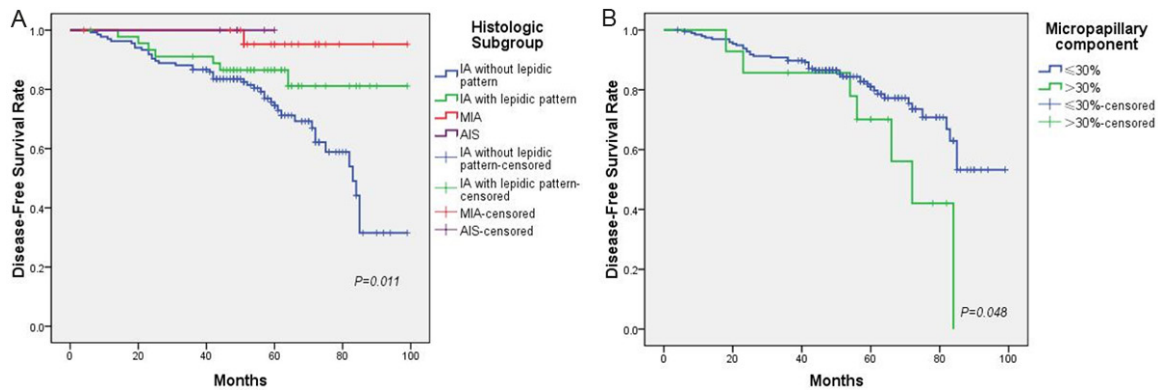 A
Disease-Free Survival Rate
1.0
0.8
0.6
0.4
0.2
0.0
0
20
40
60
80
100
Months
P=0.011
Histologic
Subgroup
IA without lepidic
pattern
IA with lepidic pattern
MIA
AIS
IA without lepidic
pattern-censored
IA with lepidic pattern-
censored
MIA-censored
AIS-censored
B
Disease-Free Survival Rate
1.0
0.8
0.6
0.4
0.2
0.0
0
20
40
60
80
100
Months
P=0.048
Micropapillary
component
≤30%
>30%
≤30%-censored
>30%-censored